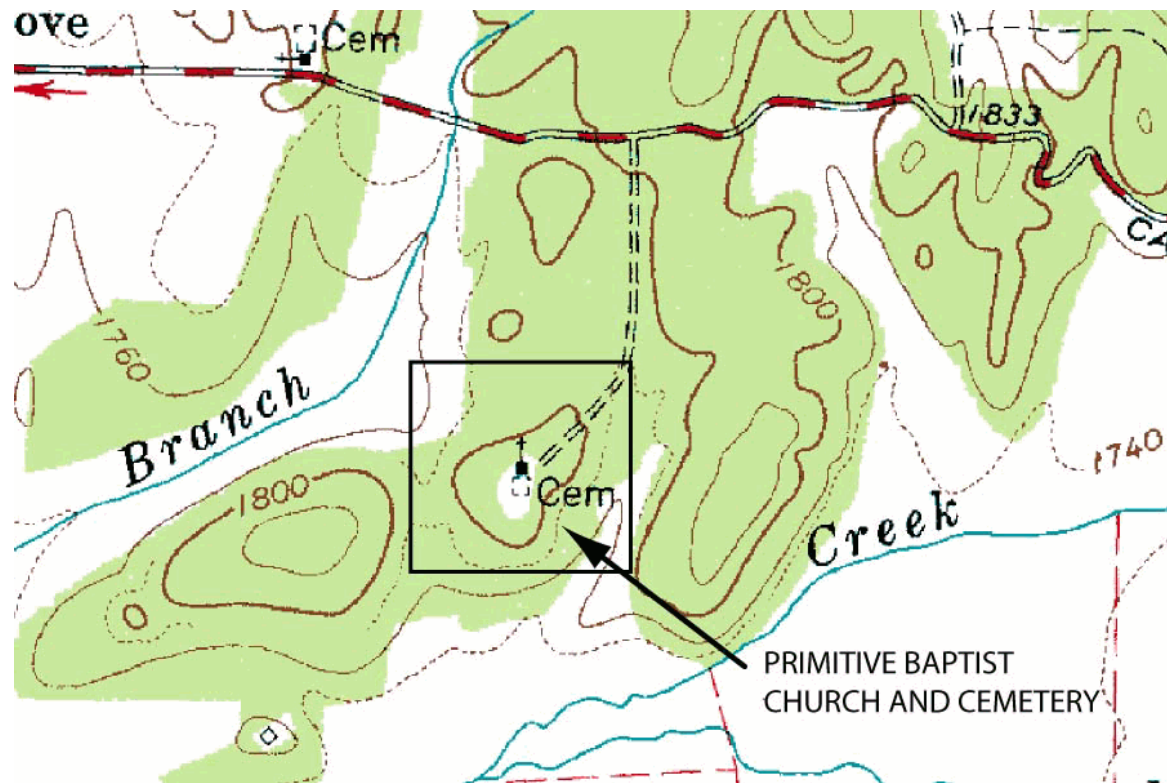 ove
Cem
1833
CA
1800
1760
Branch
1800
Cem
1740
Creek
PRIMITIVE BAPTIST
CHURCH AND CEMETERY